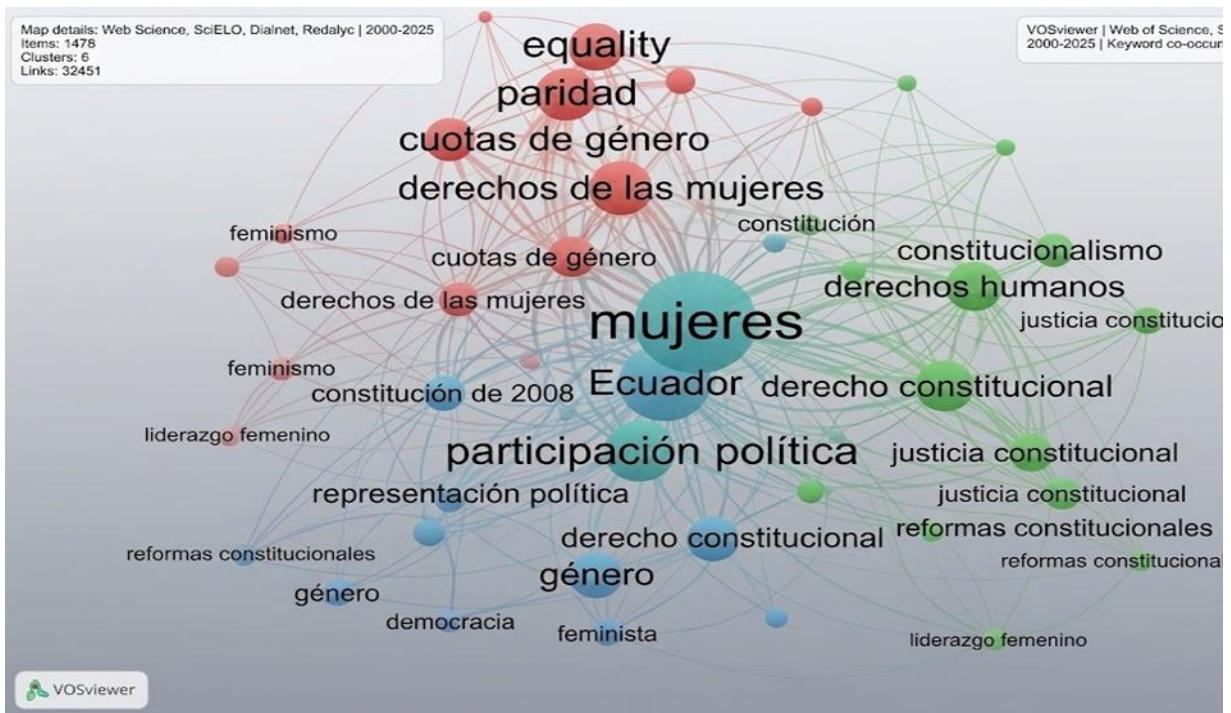 Map details: Web Science, SciELO, Dialnet, Redalyc | 2000-2025
Items: 1478
Clusters: 6
Links: 32451
VOSviewer | Web of Science, S
2000-2025 | Keyword co-occur
equality
paridad
cuotas de género
derechos de las mujeres
feminismo
constitución
cuotas de género
constitucionalismo
derechos humanos
derechos de las mujeres
mujeres
justicia constitucio
feminismo
Ecuador
derecho constitucional
constitución de 2008
liderazgo femenino
participación política
justicia constitucional
representación política
justicia constitucional
derecho constitucional
reformas constitucionales
reformas constitucionales
reformas constitucional
género
género
democracia
feminista
liderazgo femenino
VOSviewer